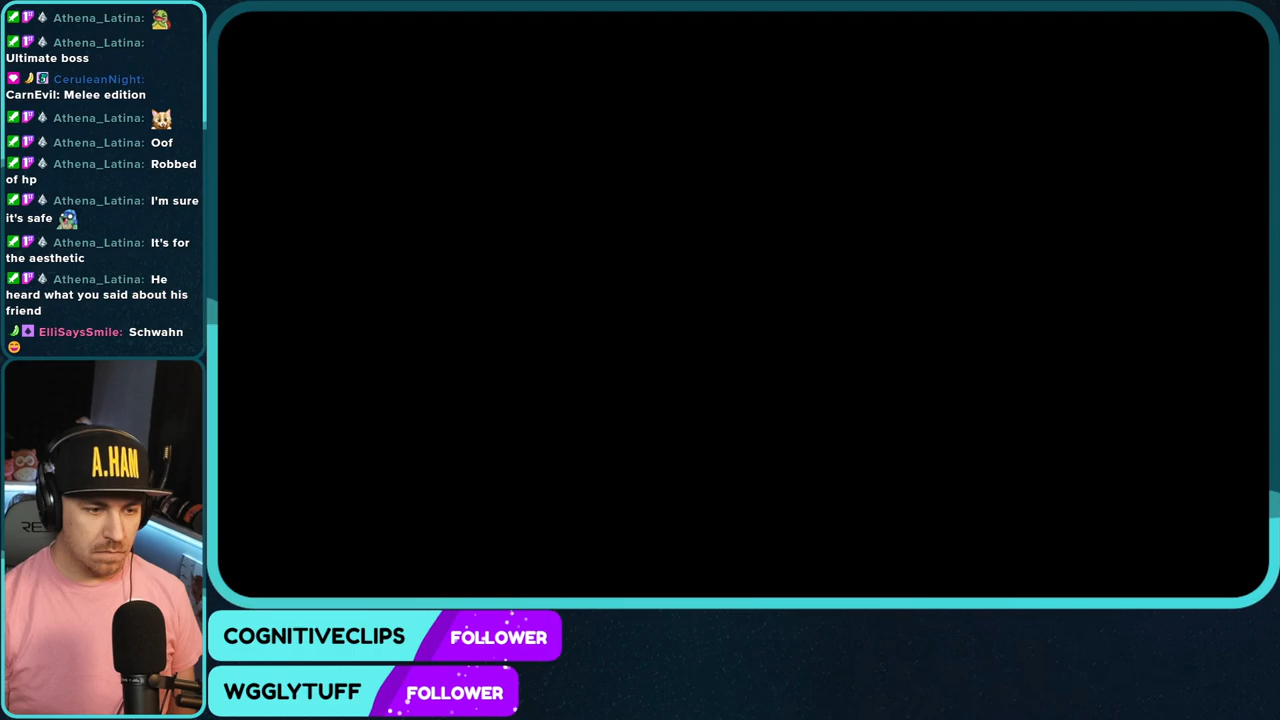 Athena_Latina:
Athena_Latina:
Ultimate boss
CeruleanNight:
CarnEvil: Melee edition
Athena_Latina:
Athena_Latina: Oof
Athena_Latina: Robbed
of hp
Athena_Latina: I'm sure
it's safe
Athena_Latina: It's for
the aesthetic
Athena_Latina: He
heard what you said about his
friend
ElliSaysSmile: Schwahn
A.HAM
COGNITIVECLIPS FOLLOWER
WGGLYTUFF FOLLOWER